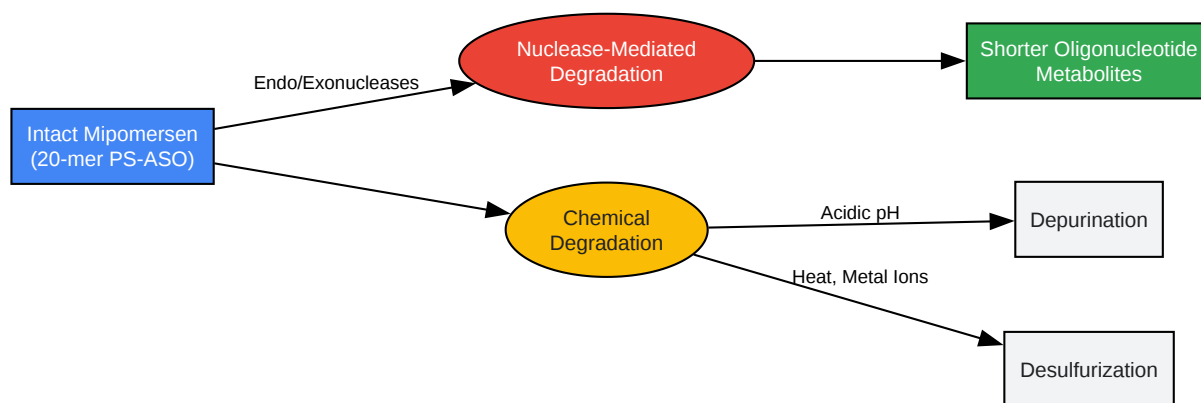 Nuclease-Mediated
Degradation
Shorter Oligonucleotide
Metabolites
Endo/Exonucleases
Intact Mipomersen
(20-mer PS-ASO)
Chemical
Degradation
Acidic pH
Depurination
Heat, Metal Ions
Desulfurization